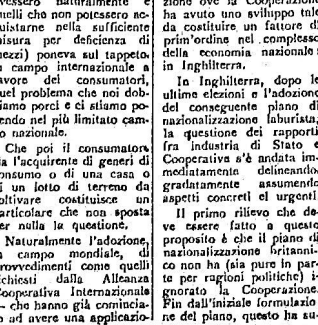 vessero naturalmente e
quelli che non potessero ac-
quistarne nella sufficiente
misura per deficienza di
mezzi) poneva sul tappeto,
in campo internazionale a
favore dei consumatori,
quel problema che noi dob-
biamo porci e ci stiamo po-
nendo nel più limitato cam-
po nazionale.
Che poi il consumatore
sia l'acquirente di generi di
consumo o di una casa o
di un lotto di terreno da
coltivare costituisce un
particolare che non sposta
per nulla la questione.
Naturalmente l'adozione,
in campo mondiale, di
provvedimenti come quelli
richiesti dalla Alleanza
Cooperativa Internazionale
- che hanno già comincia-
to ad avere una applicazio-
zione ove la Cooperazione
ha avuto uno sviluppo tale
da costituire un fattore di
prim'ordine nel complesso
della economia nazionale:
in Inghilterra.
In Inghilterra, dopo le
ultime elezioni e l'adozione
del conseguente piano di
nazionalizzazione laburista,
la questione dei rapporti
fra Industria di Stato e
Cooperative s'è andata im-
mediatamente delineando,
gradatamente assumendo
aspetti concreti ed urgenti.
Il primo rilievo che de-
ve essere fatto a questo
proposito è che il piano di
nazionalizzazione britanni-
co non ha (sia pure in par-
te per ragioni politiche) i-
gnorato la Cooperazione.
Fin dall'iniziale formulazio-
ne del piano, questo ha su-